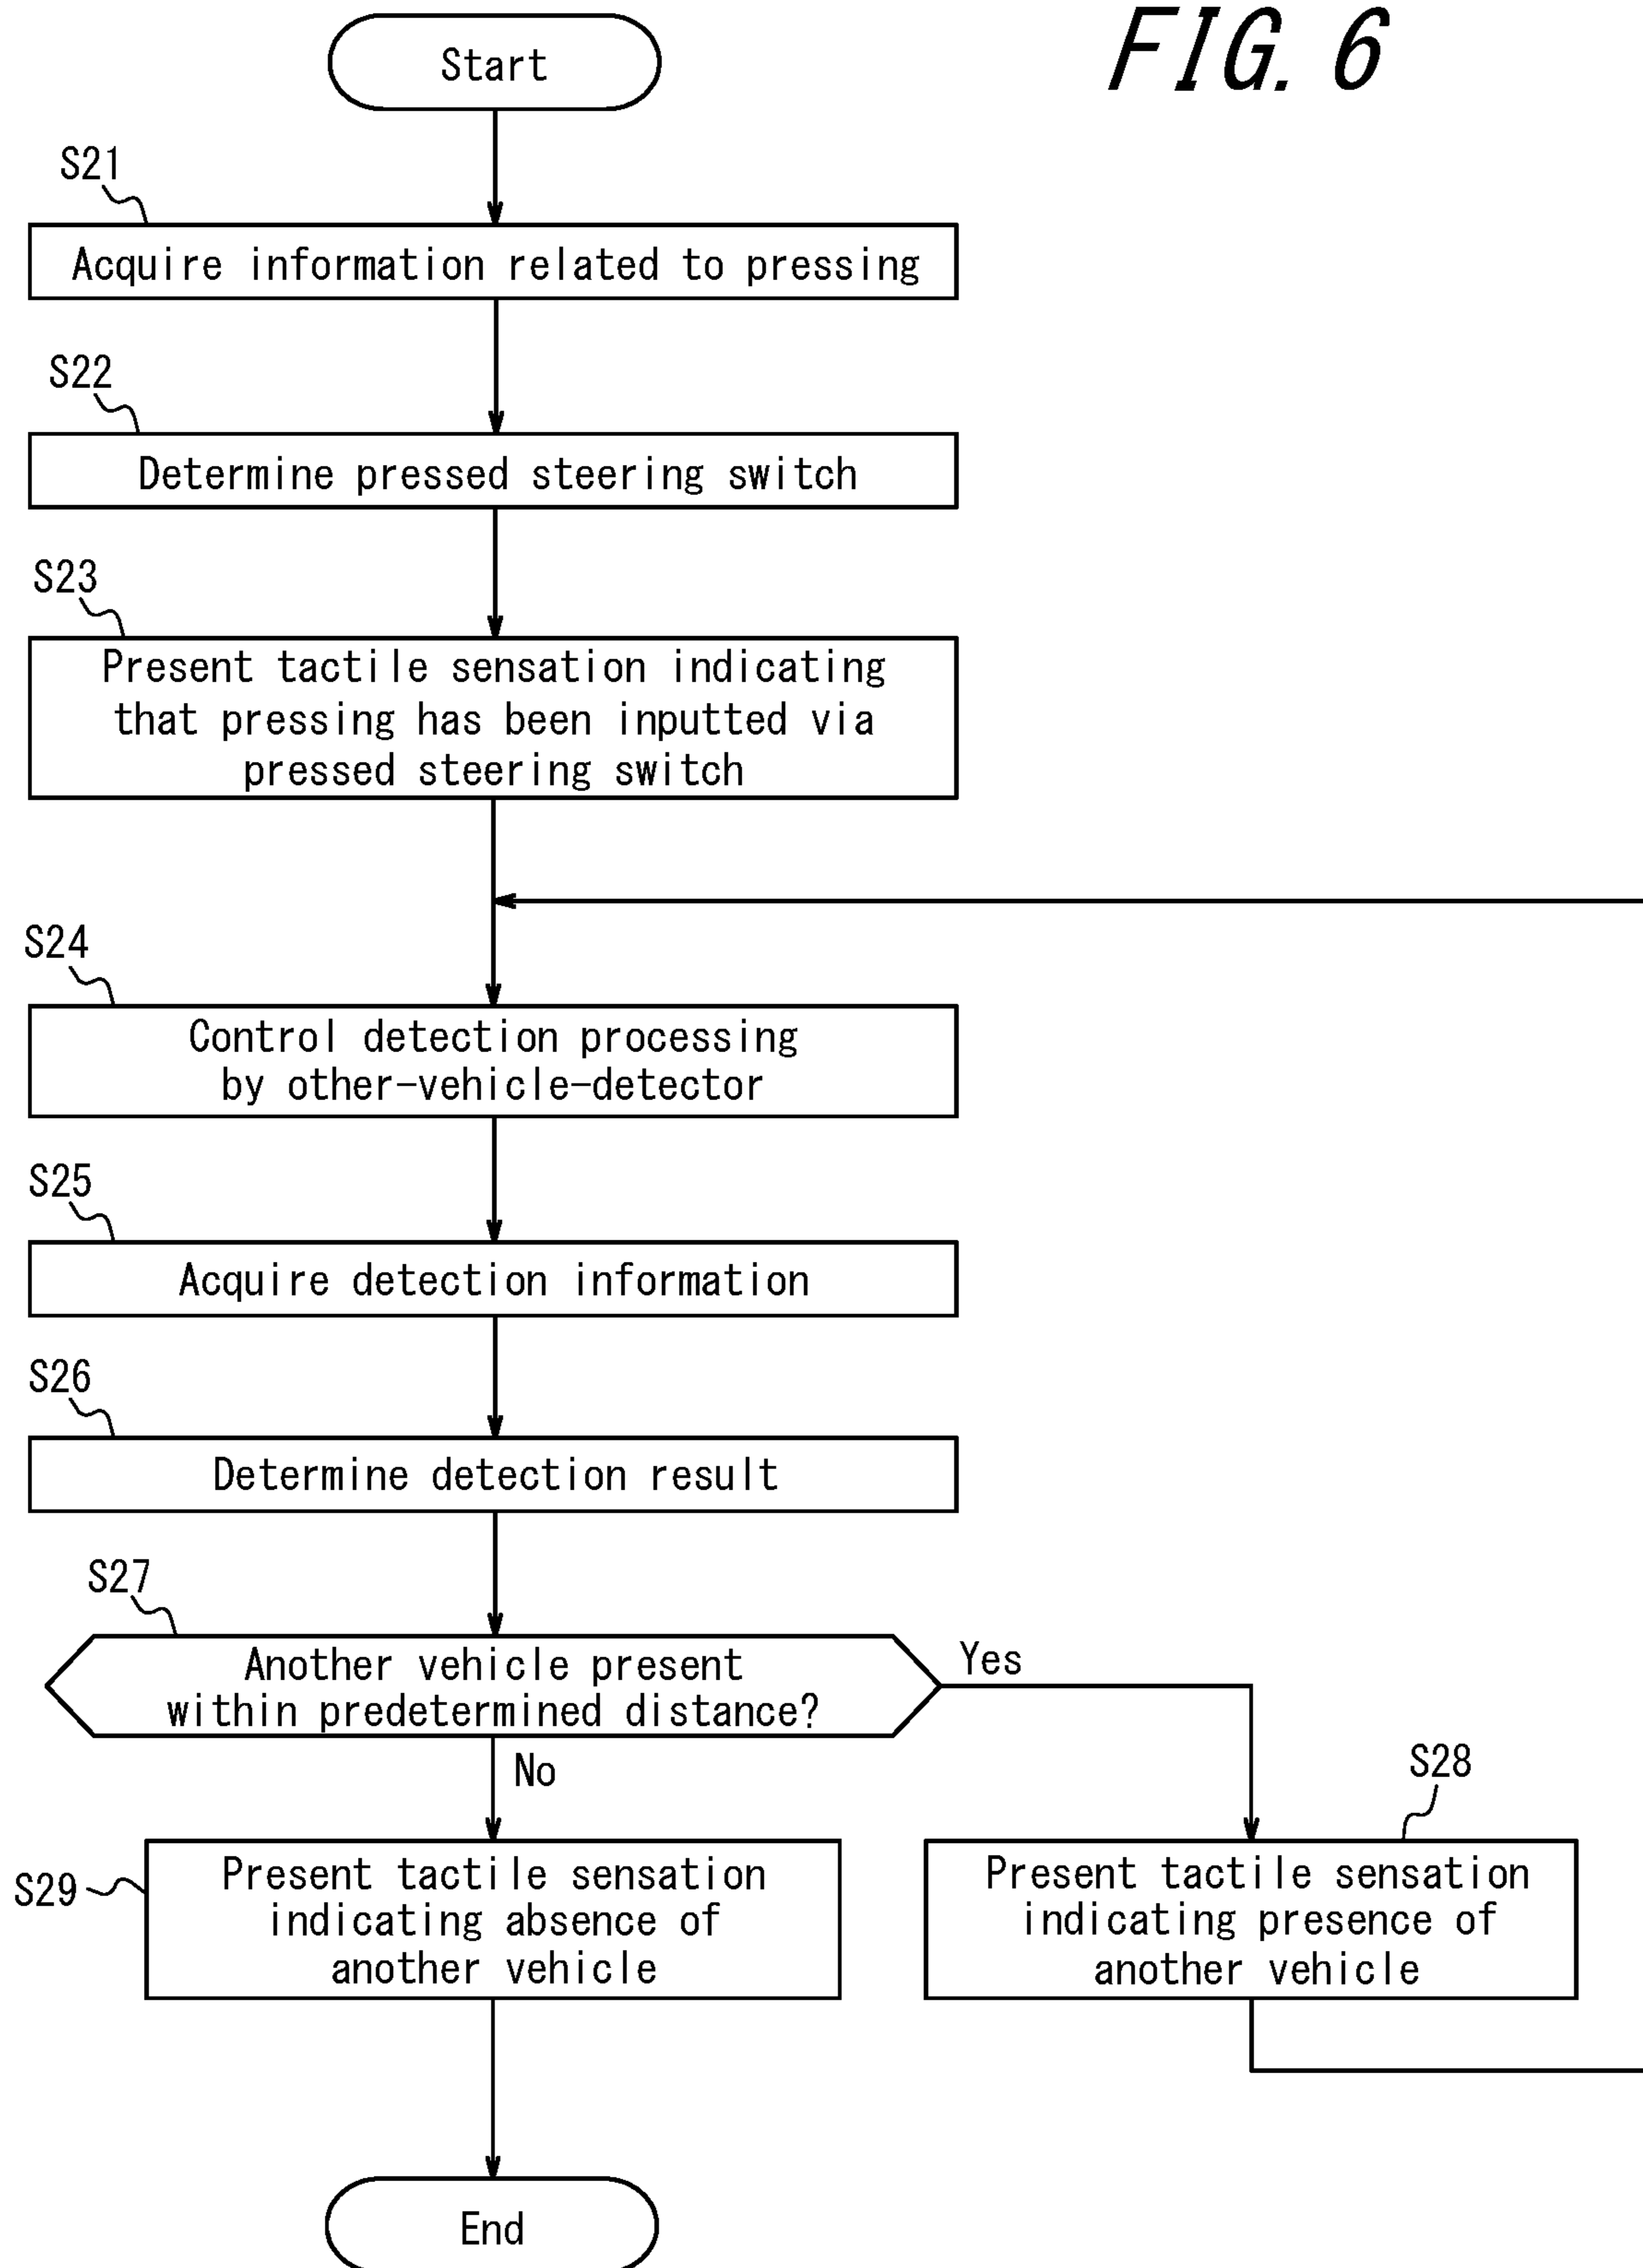 FIG. 6
Start
S21
Acquire information related to pressing
S22
Determine pressed steering switch
S23
Present tactile sensation indicating
that pressing has been inputted via
pressed steering switch
S24
Control detection processing
by other-vehicle-detector
S25
Acquire detection information
S26
Determine detection result
S27
Another vehicle present
within predetermined distance?
Yes
No
S28
Present tactile sensation
indicating presence of
another vehicle
S29
Present tactile sensation
indicating absence of
another vehicle
End